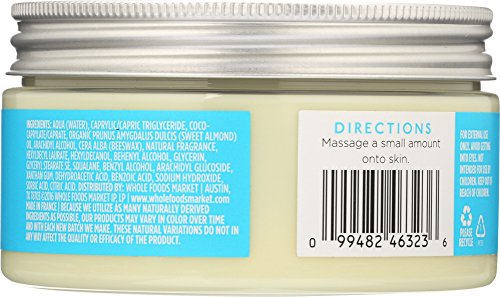 INGREDIENTS: AQUA (WATER), CAPRYLIC/CAPRIC TRIGLYCERIDE, COCO-
CAPRYLATE/CAPRATE, ORGANIC PRUNUS AMYGDALUS DULCIS (SWEET ALMOND)
OIL, ARACHIDYL ALCOHOL, CERA ALBA (BEESWAX), NATURAL FRAGRANCE,
HEXYLDECYL LAURATE, HEXYLDECANOL, BEHENYL ALCOHOL, GLYCERIN,
GLYCERYL STEARATE SE, SQUALANE, BENZYL ALCOHOL, ARACHIDYL GLUCOSIDE,
XANTHAN GUM, DEHYDROACETIC ACID, BENZOIC ACID, SODIUM HYDROXIDE,
SORBIC ACID, CITRIC ACID. DISTRIBUTED BY: WHOLE FOODS MARKET | AUSTIN,
TX 78703 ©2016 WHOLE FOODS MARKET IP, LP | www.wholefoodsmarket.com
MADE IN FRANCE | BECAUSE WE UTILIZE AS MANY NATURALLY DERIVED
INGREDIENTS AS POSSIBLE, OUR PRODUCTS MAY VARY IN COLOR OVER TIME
AND WITH EACH NEW BATCH WE MAKE. THESE NATURAL VARIATIONS DO NOT IN
ANY WAY AFFECT THE QUALITY OR EFFICACY OF THE PRODUCT.
DIRECTIONS
Massage a small amount
onto skin.
0 99482 46323 6
FOR EXTERNAL USE
ONLY. AVOID GETTING
INTO EYES. NOT
INTENDED FOR USE BY
CHILDREN. KEEP OUT OF
REACH OF CHILDREN.
PLEASE
RECYCLE